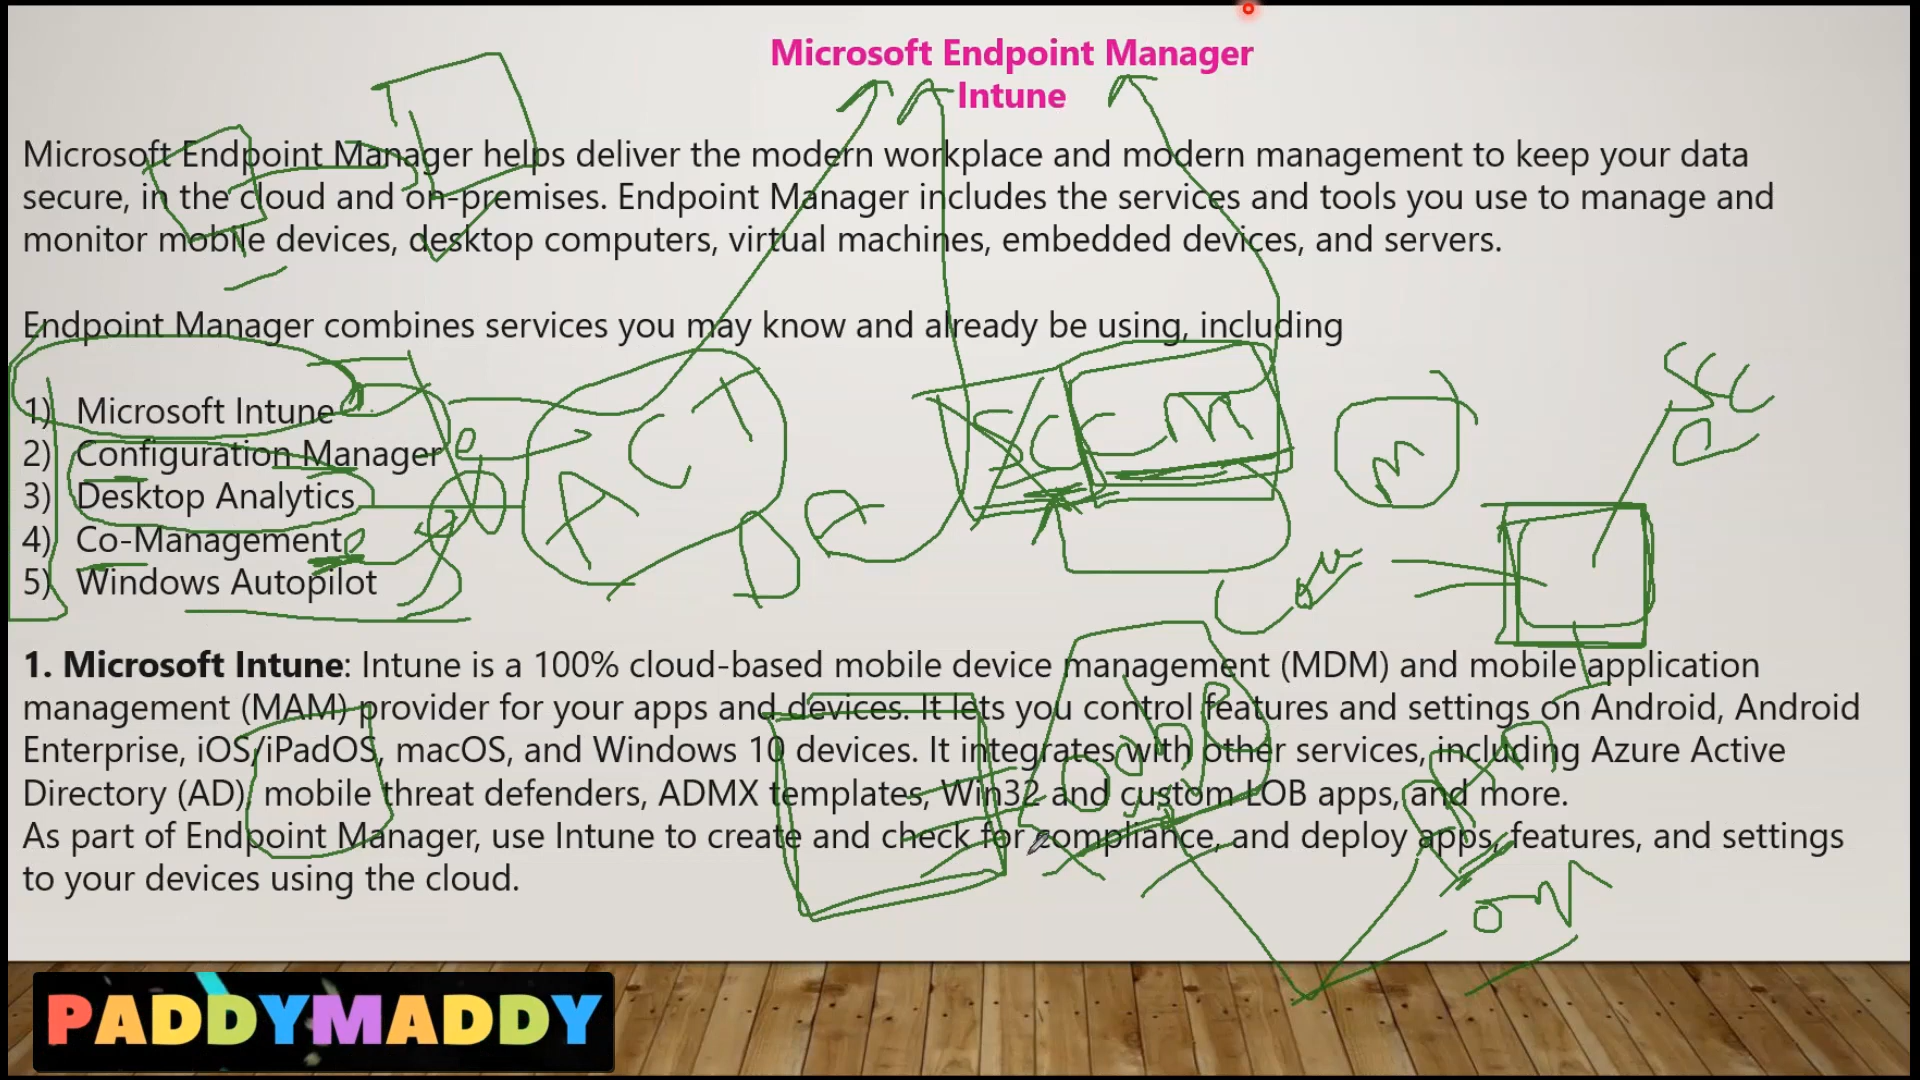 Microsoft Endpoint Manager
Intune
Microsoft Endpoint Manager helps deliver the modern workplace and modern management to keep your data
secure, in the cloud and on-premises. Endpoint Manager includes the services and tools you use to manage and
monitor mobile devices, desktop computers, virtual machines, embedded devices, and servers.
Endpoint Manager combines services you may know and already be using, including
1) Microsoft Intune
2) Configuration Manager
3) Desktop Analytics
4) Co-Management
5) Windows Autopilot
SCCM
M
1. Microsoft Intune: Intune is a 100% cloud-based mobile device management (MDM) and mobile application
management (MAM) provider for your apps and devices. It lets you control features and settings on Android, Android
Enterprise, iOS/iPadOS, macOS, and Windows 10 devices. It integrates with other services, including Azure Active
Directory (AD), mobile threat defenders, ADMX templates, Win32 and custom LOB apps, and more.
As part of Endpoint Manager, use Intune to create and check for compliance, and deploy apps, features, and settings
to your devices using the cloud.
PADDYMADDY